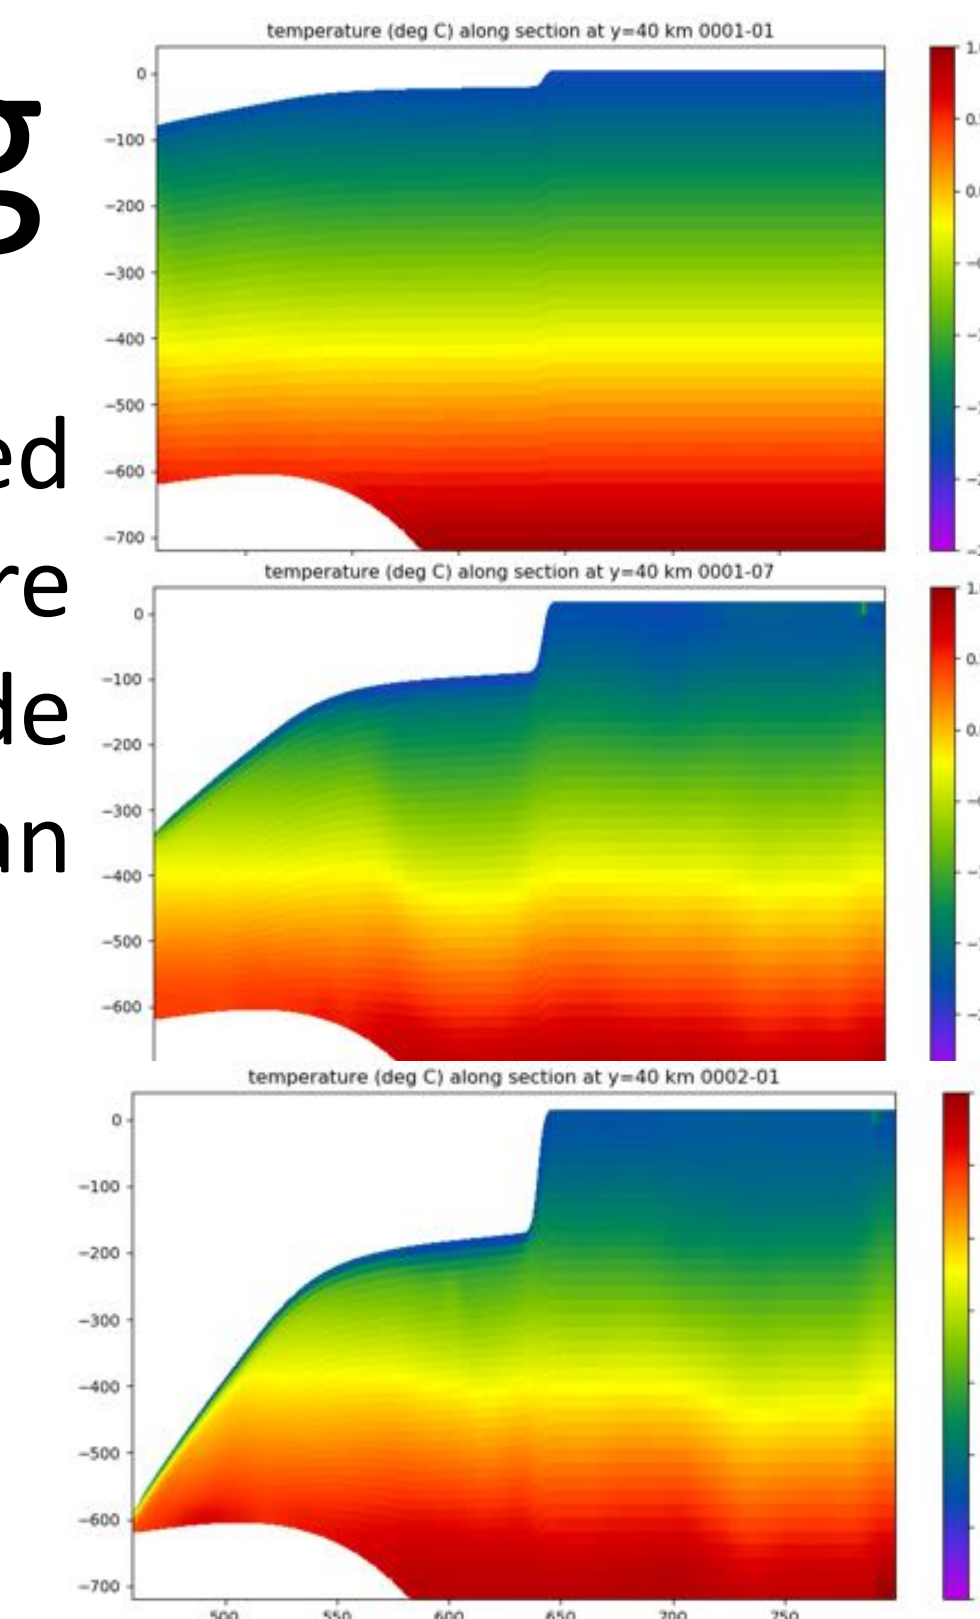 g
ed
re
de
an
temperature (deg C) along section at y=40 km 0001-01
0
−100
−200
−300
−400
−500
−600
−700
temperature (deg C) along section at y=40 km 0001-07
0
−100
−200
−300
−400
−500
−600
temperature (deg C) along section at y=40 km 0002-01
0
−100
−200
−300
−400
−500
−600
−700
500 550 600 650 700 750